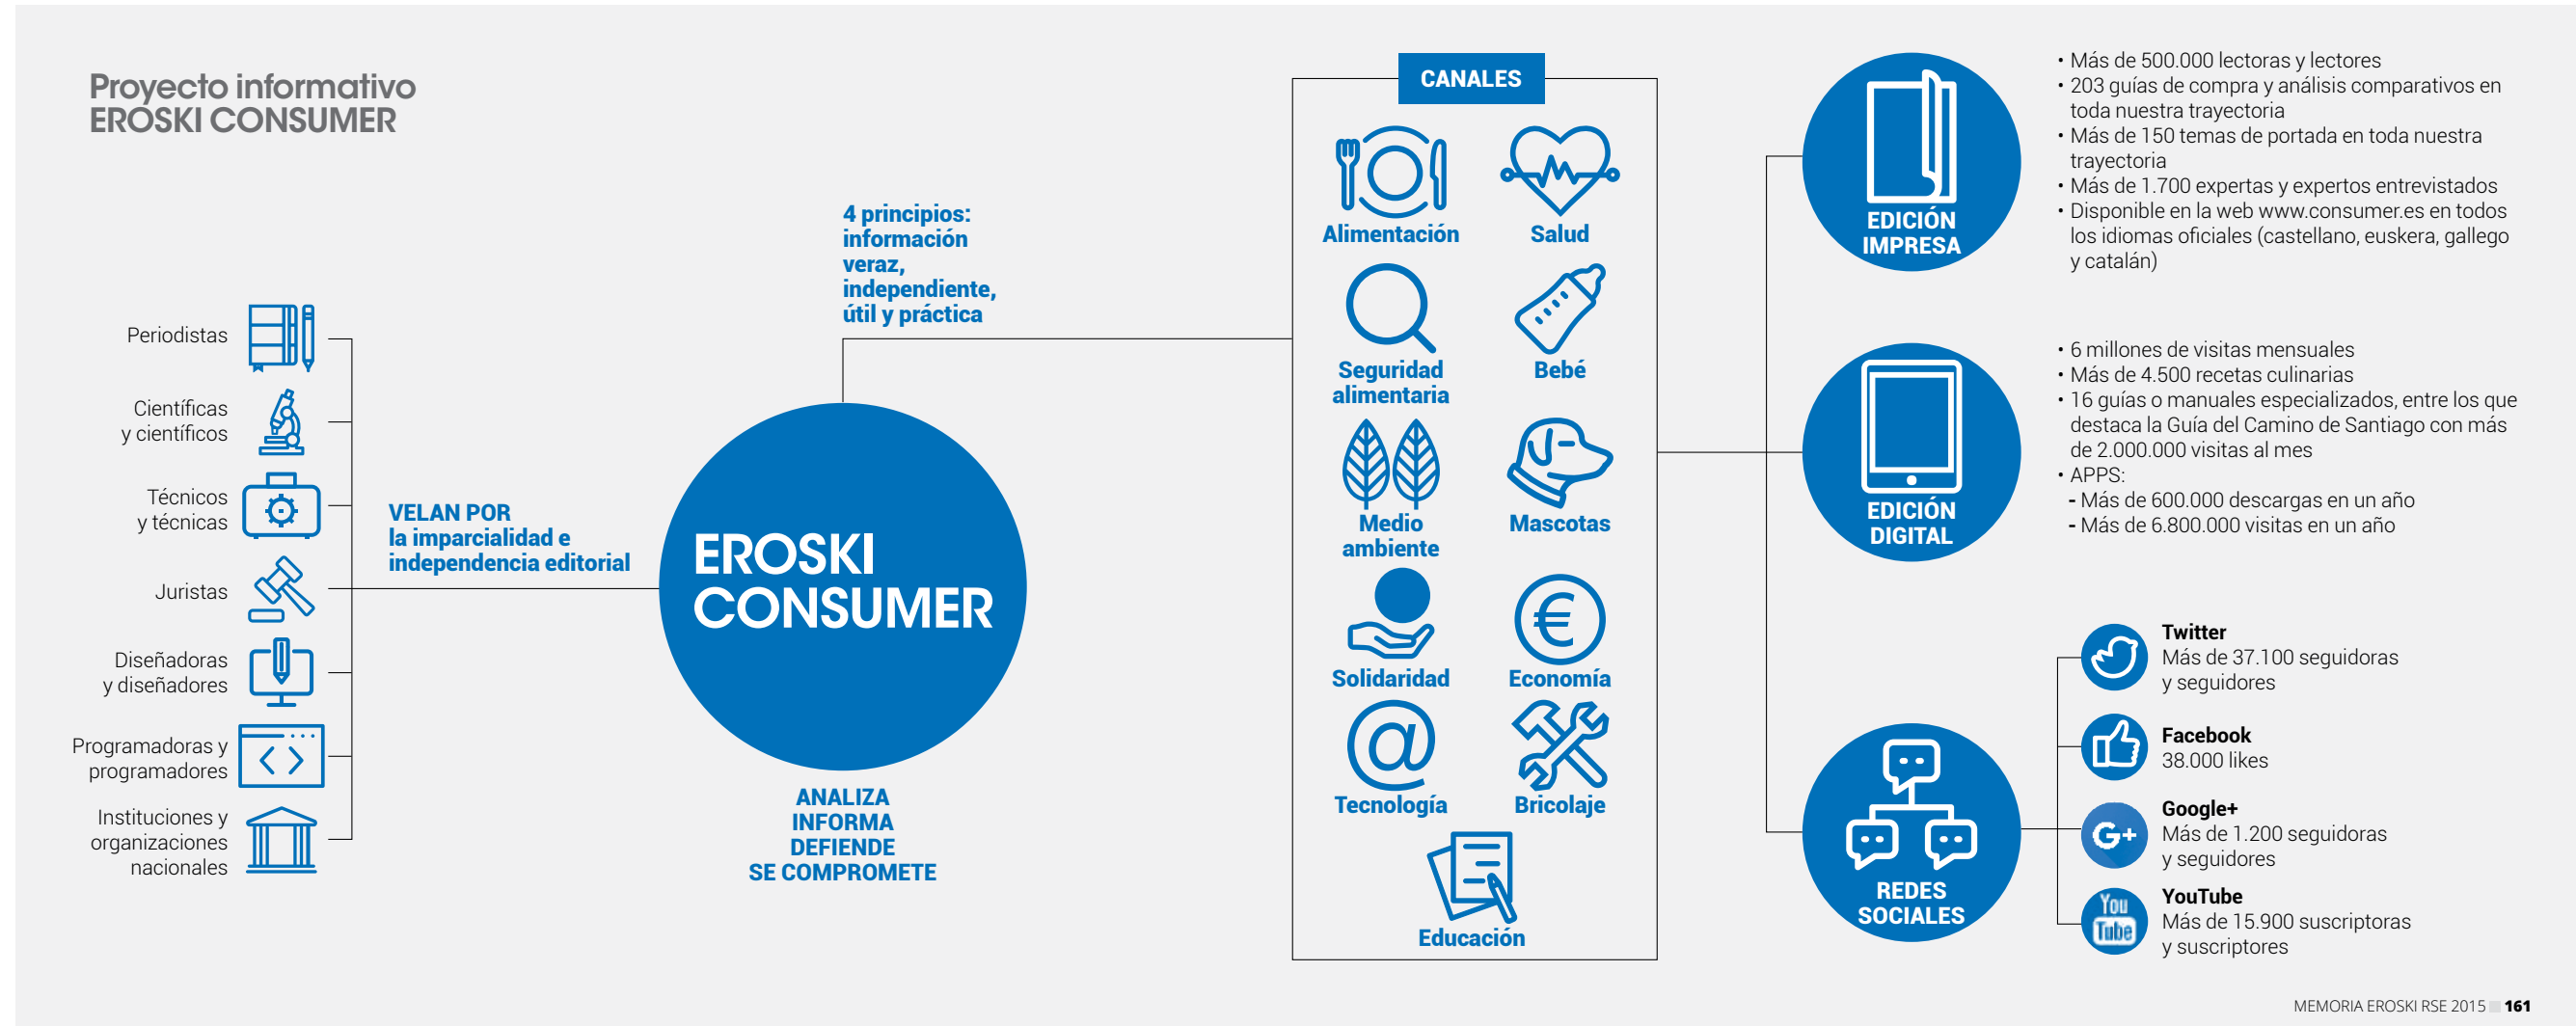 Proyecto informativo
EROSKI CONSUMER
Periodistas
Científicas
y científicos
Técnicos
y técnicas
Juristas
Diseñadoras
y diseñadores
Programadoras y
programadores
Instituciones y
organizaciones
nacionales
VELAN POR
la imparcialidad e
independencia editorial
4 principios:
información
veraz,
independiente,
útil y práctica
EROSKI
CONSUMER
ANALIZA
INFORMA
DEFIENDE
SE COMPROMETE
CANALES
Alimentación
Salud
Seguridad
alimentaria
Bebé
Medio
ambiente
Mascotas
Solidaridad
€
Economía
@
Tecnología
Bricolaje
Educación
EDICIÓN
IMPRESA
• Más de 500.000 lectoras y lectores
• 203 guías de compra y análisis comparativos en
toda nuestra trayectoria
• Más de 150 temas de portada en toda nuestra
trayectoria
• Más de 1.700 expertas y expertos entrevistados
• Disponible en la web www.consumer.es en todos
los idiomas oficiales (castellano, euskera, gallego
y catalán)
EDICIÓN
DIGITAL
• 6 millones de visitas mensuales
• Más de 4.500 recetas culinarias
• 16 guías o manuales especializados, entre los que
destaca la Guía del Camino de Santiago con más
de 2.000.000 visitas al mes
• APPS:
- Más de 600.000 descargas en un año
- Más de 6.800.000 visitas en un año
REDES
SOCIALES
Twitter
Más de 37.100 seguidoras
y seguidores
Facebook
38.000 likes
G+
Google+
Más de 1.200 seguidoras
y seguidores
You
Tube
YouTube
Más de 15.900 suscriptoras
y suscriptores
MEMORIA EROSKI RSE 2015 161